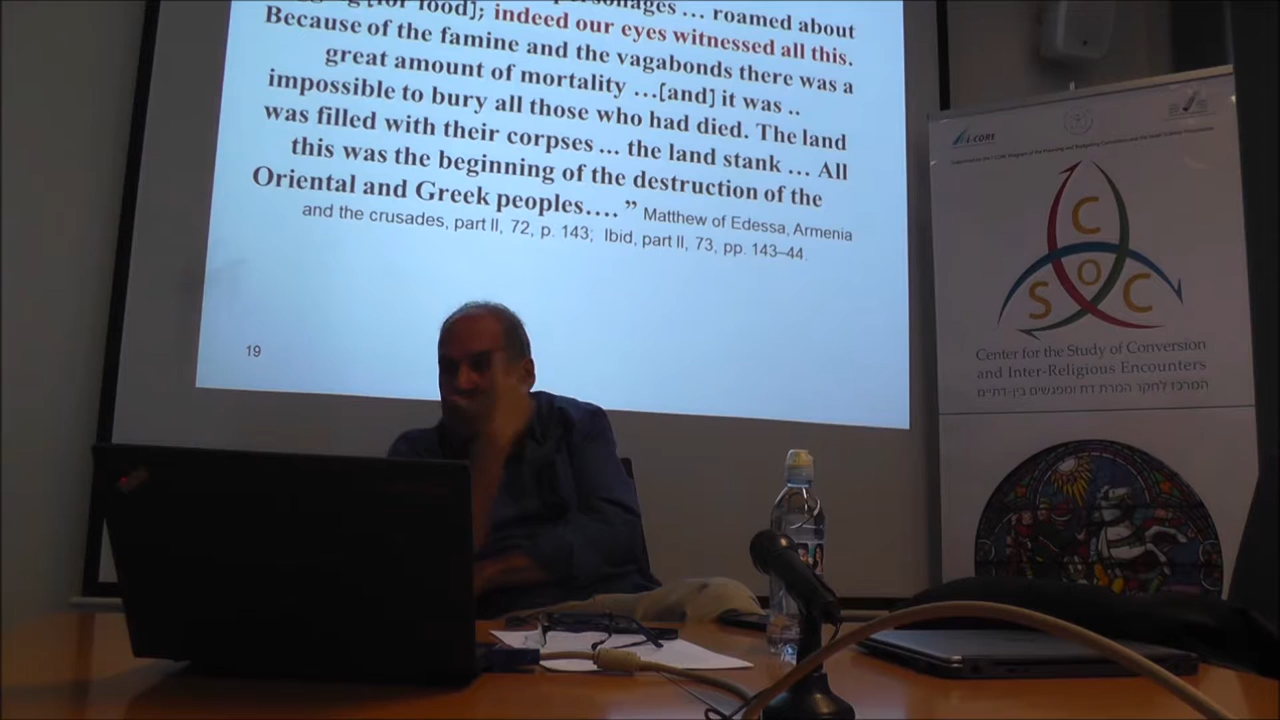 [for food]; indeed our eyes witnessed all this.
… roamed about
Because of the famine and the vagabonds there was a
great amount of mortality …[and] it was ..
impossible to bury all those who had died. The land
was filled with their corpses … the land stank … All
this was the beginning of the destruction of the
Oriental and Greek peoples…. ” Matthew of Edessa, Armenia
and the crusades, part II, 72, p. 143; Ibid, part II, 73, pp. 143–44.
19
i-CORE
C
S O C
Center for the Study of Conversion
and Inter-Religious Encounters
המרכז לחקר המרת דת ומפגשים בין-דתיים